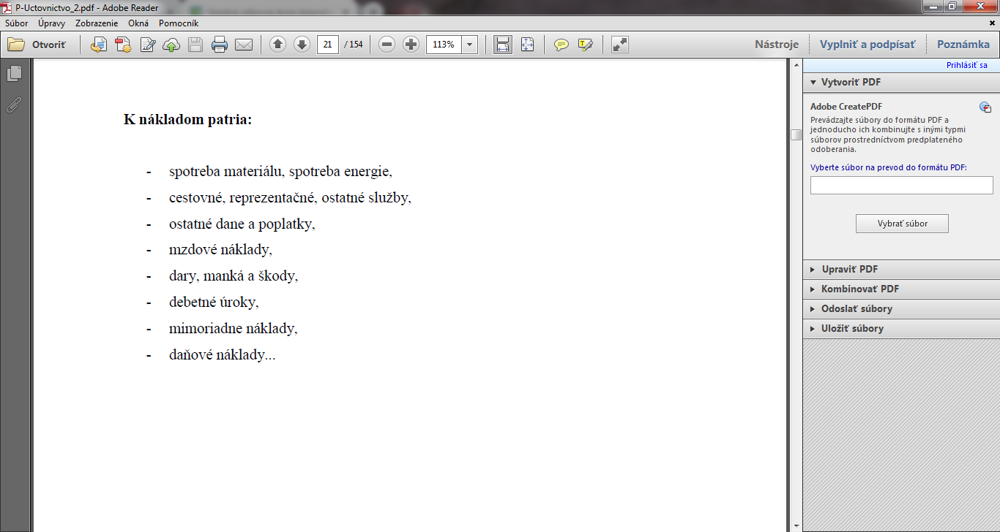 P-Uctovnictvo_2.pdf - Adobe Reader
Súbor Úpravy Zobrazenie Okná Pomocník
Otvoriť 21 / 154 113% Nástroje Vyplniť a podpísať Poznámka
Prihlásiť sa
Vytvoriť PDF
Adobe CreatePDF
Prevádzajte súbory do formátu PDF a
jednoducho ich kombinujte s inými typmi
súborov prostredníctvom predplateného
odoberania.
Vyberte súbor na prevod do formátu PDF:
Vybrať súbor
Upraviť PDF
Kombinovať PDF
Odoslať súbory
Uložiť súbory
K nákladom patria:
- spotreba materiálu, spotreba energie,
- cestovné, reprezentačné, ostatné služby,
- ostatné dane a poplatky,
- mzdové náklady,
- dary, manká a škody,
- debetné úroky,
- mimoriadne náklady,
- daňové náklady...